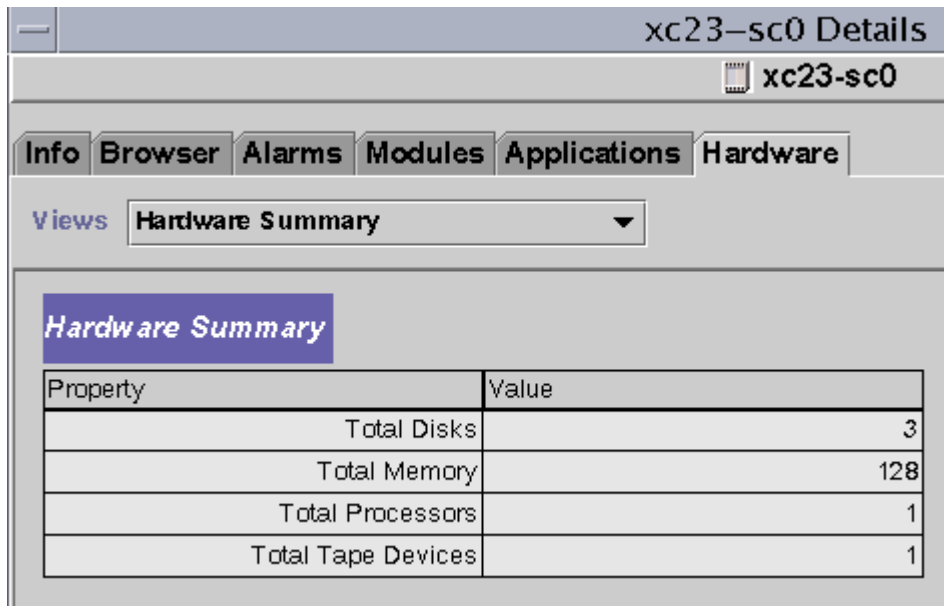 xc23-sc0 Details
xc23-sc0
Info Browser Alarms Modules Applications Hardware
Views Hardware Summary
Hardware Summary
Property Value
Total Disks 3
Total Memory 128
Total Processors 1
Total Tape Devices 1